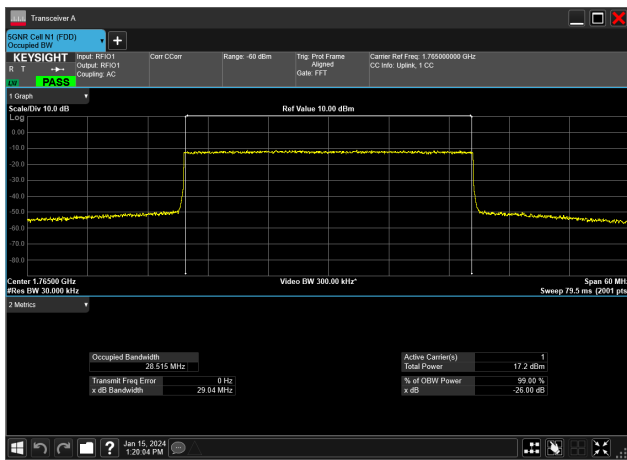 Transceiver A
5GNR Cell N1 (FDD)
Occupied BW
+
KEYSIGHT
R T
LVI
PASS
Input: RFIO1
Output: RFIO1
Coupling: AC
Corr CCorr
Range: -60 dBm
Trig: Prot Frame
Aligned
Gate: FFT
Carrier Ref Freq: 1.765000000 GHz
CC Info: Uplink, 1 CC
1 Graph
Scale/Div 10.0 dB
Ref Value 10.00 dBm
Log
0.00
-10.0
-20.0
-30.0
-40.0
-50.0
-60.0
-70.0
-80.0
Center 1.76500 GHz
Video BW 300.00 kHz*
Span 60 MHz
#Res BW 30.000 kHz
Sweep 79.5 ms (2001 pts
2 Metrics
Occupied Bandwidth
28.515 MHz
Transmit Freq Error 0 Hz
x dB Bandwidth 29.04 MHz
Active Carrier(s) 1
Total Power 17.2 dBm
% of OBW Power 99.00 %
x dB -26.00 dB
?
Jan 15, 2024
1:20:04 PM